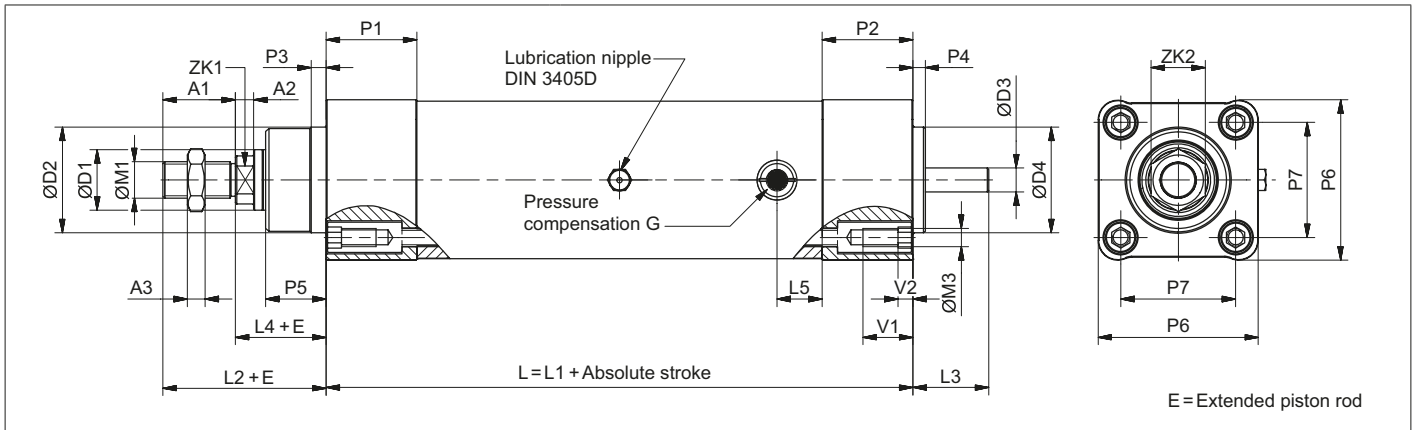 P1
P2
P3
Lubrication nipple
DIN 3405D
P4
ZK2
ZK1
A1
A2
ØD3
ØD2
ØD1
ØM1
ØD4
P7
P6
Pressure
compensation G
A3
P5
L5
V2
ØM3
P7
L4 + E
V1
P6
L2 + E
L = L1 + Absolute stroke
L3
E = Extended piston rod